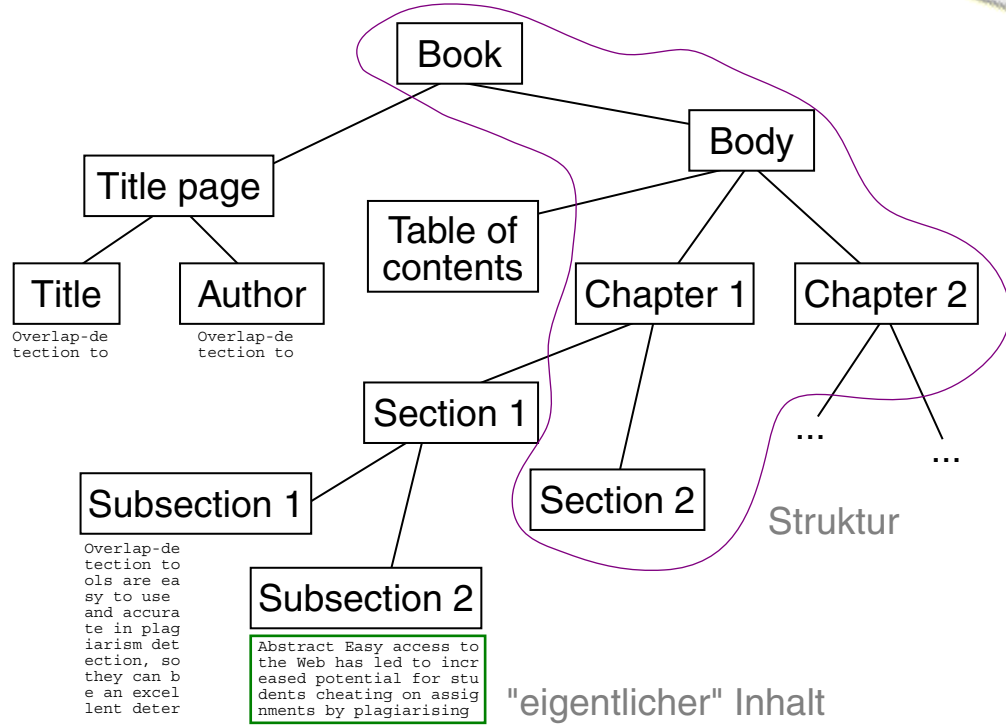 Book
Body
Title page
Table of
contents
Title
Author
Chapter 1
Chapter 2
Overlap-de
tection to
Overlap-de
tection to
Section 1
...
...
Subsection 1
Section 2
Struktur
Overlap-de
tection to
ols are ea
sy to use
and accura
te in plag
iarism det
ection, so
they can b
e an excel
lent deter
Subsection 2
Abstract Easy access to
the Web has led to incr
eased potential for stu
dents cheating on assig
nments by plagiarising
"eigentlicher" Inhalt